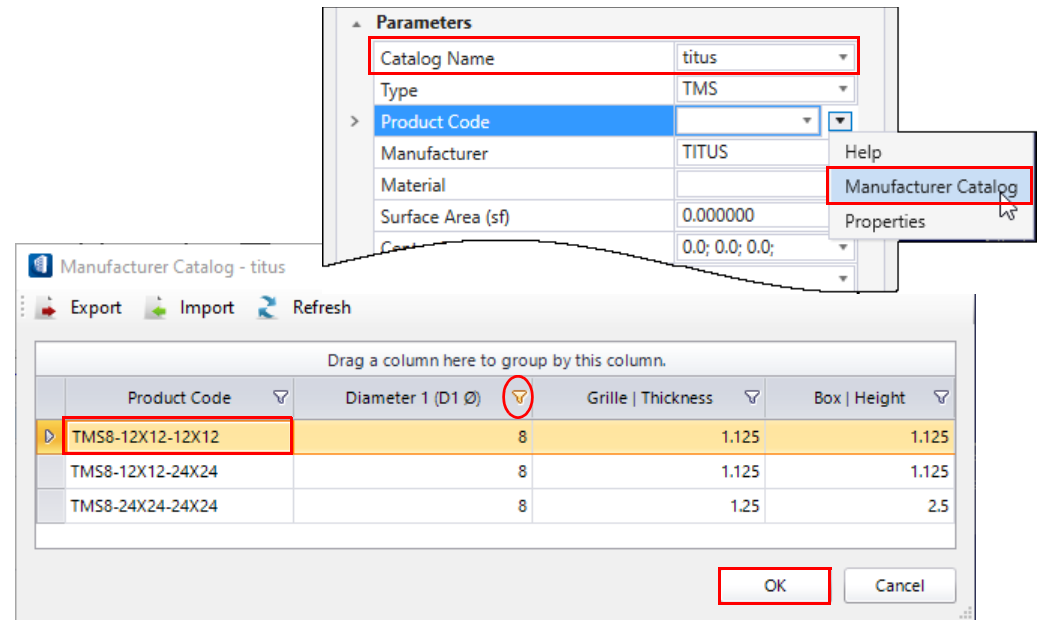 Parameters
Catalog Name titus
Type TMS
Product Code
Manufacturer TITUS
Material
Surface Area (sf) 0.000000
0.0; 0.0; 0.0;
Help
Manufacturer Catalog
Properties
Manufacturer Catalog - titus
Export Import Refresh
Drag a column here to group by this column.
Product Code Diameter 1 (D1 Ø) Grille | Thickness Box | Height
TMS8-12X12-12X12 8 1.125 1.125
TMS8-12X12-24X24 8 1.125 1.125
TMS8-24X24-24X24 8 1.25 2.5
OK Cancel